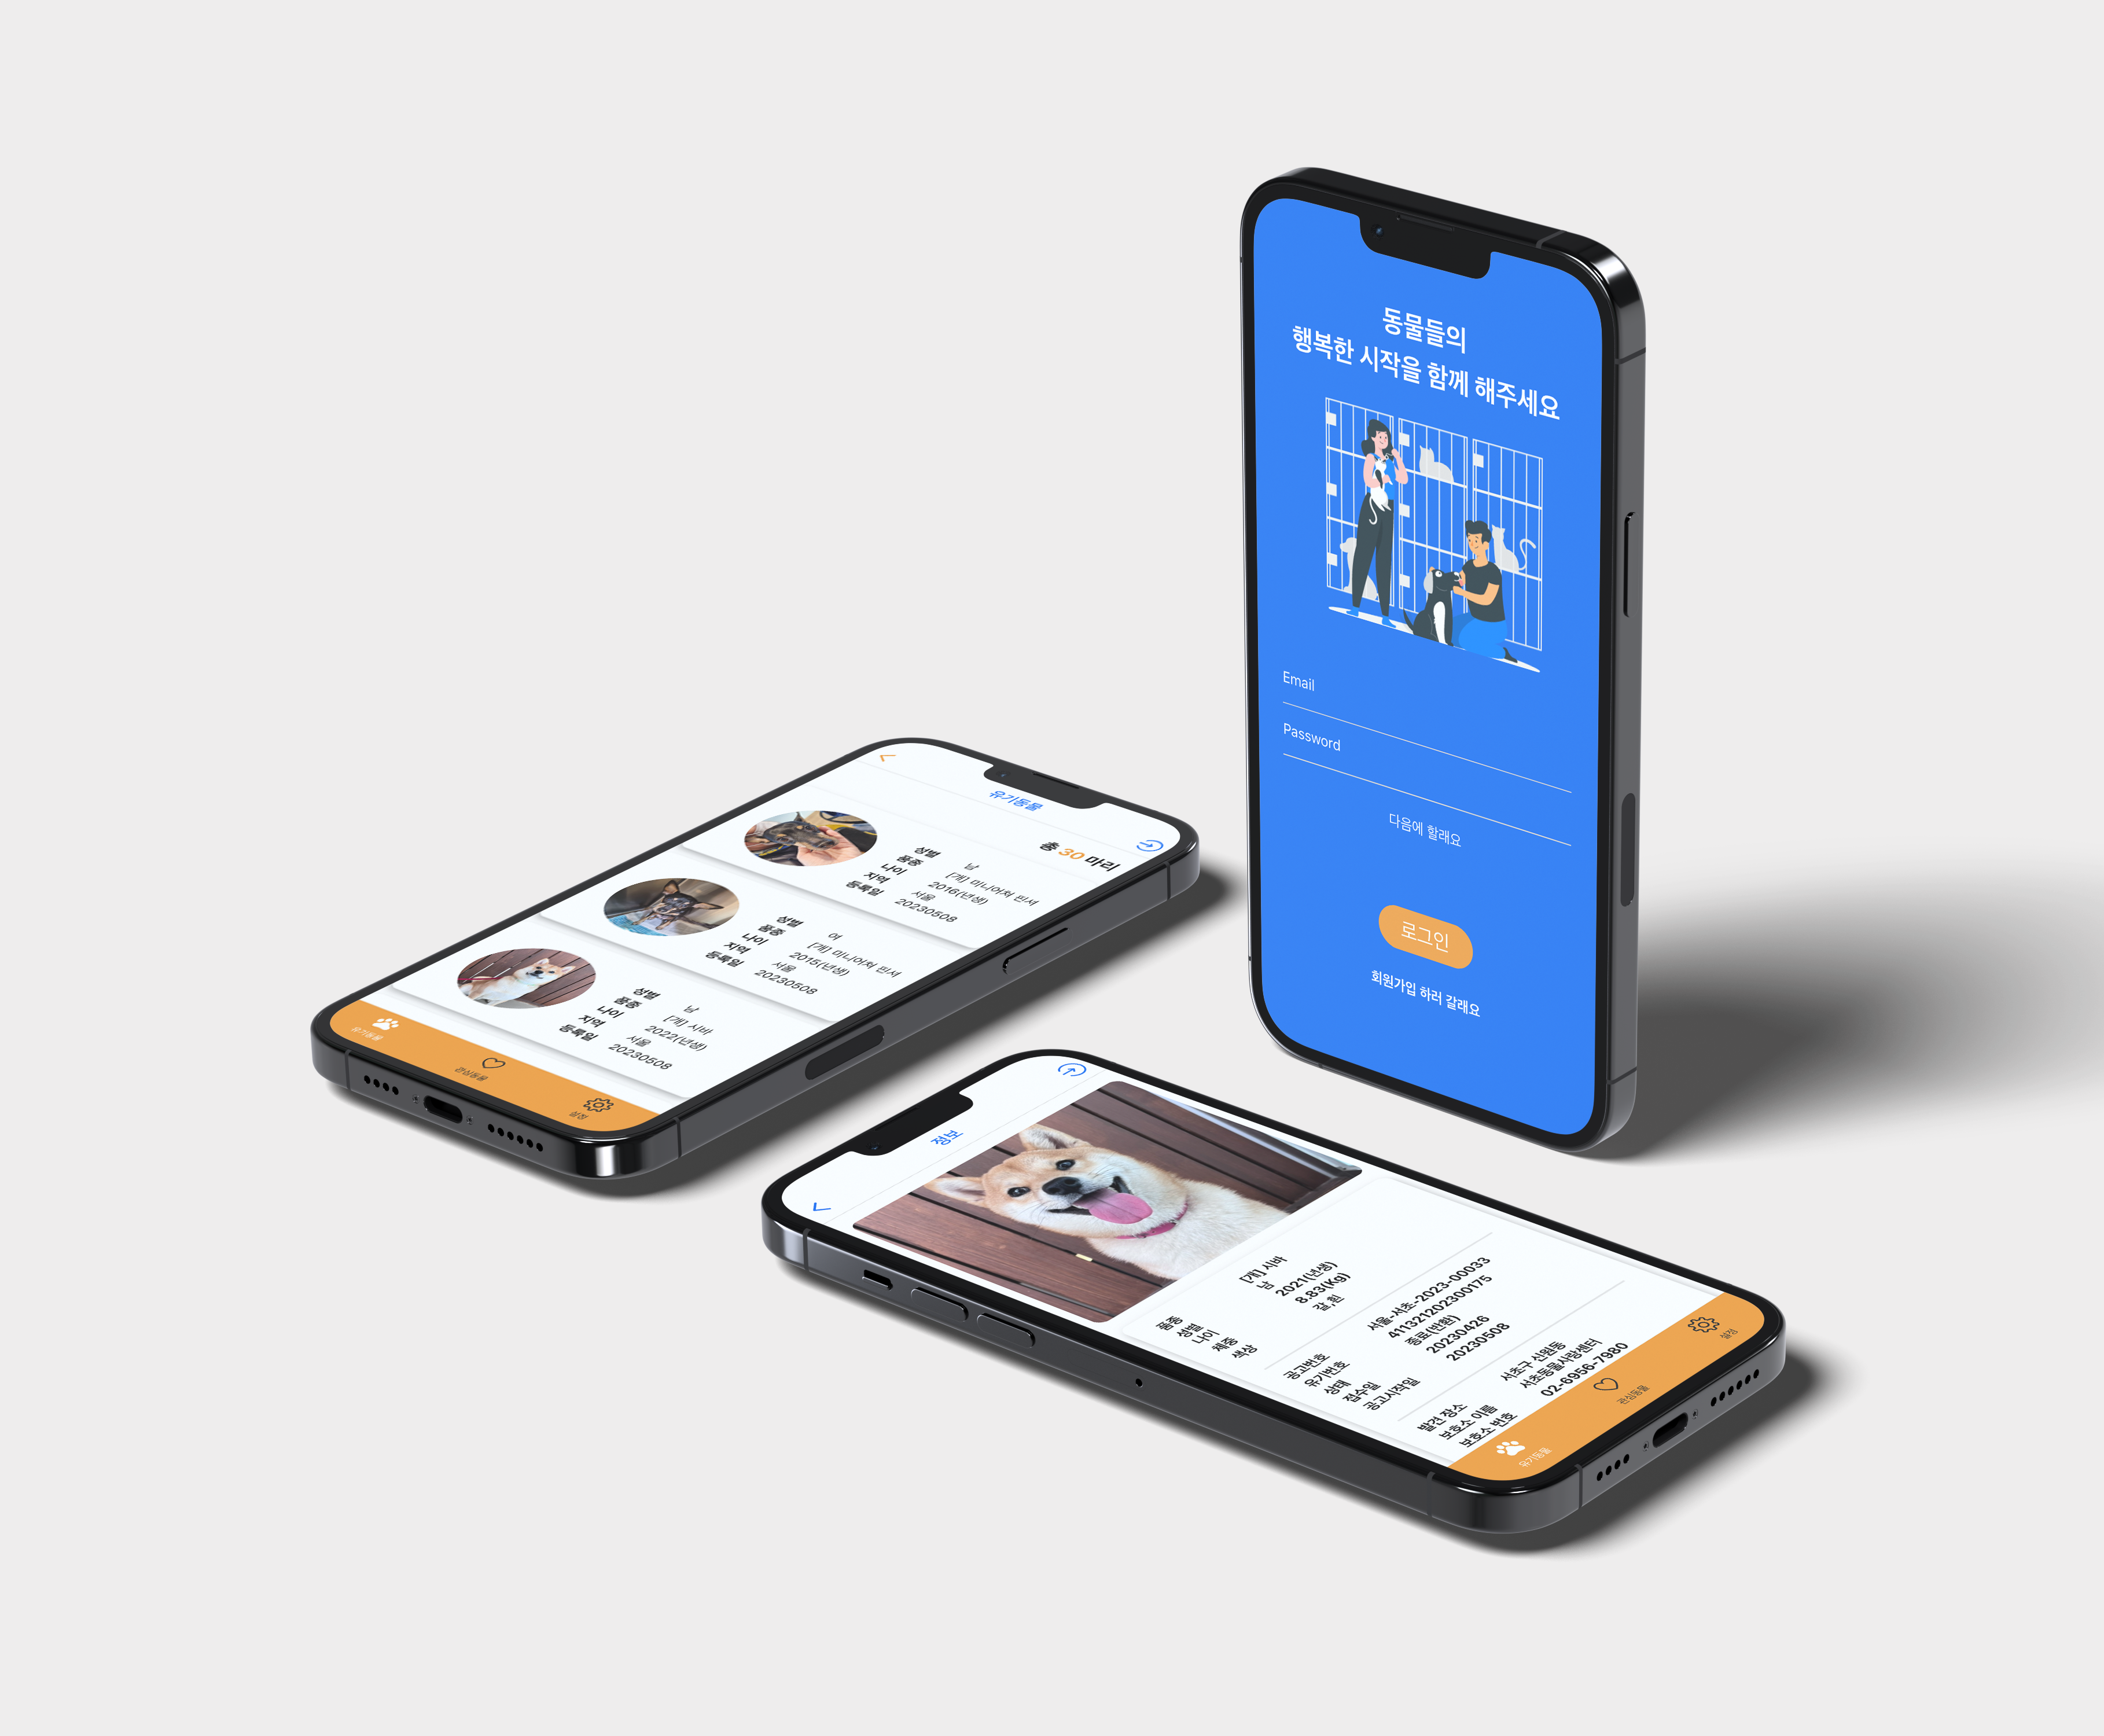 동물들의
행복한 시작을 함께 해주세요
Email
Password
다음에 할래요
로그인
회원가입 하러 갈래요
유기동물
총 30 마리
성별 남
품종 [개] 미니어쳐 핀셔
나이 2016(년생)
지역 서울
등록일 20230508
성별 여
품종 [개] 미니어쳐 핀셔
나이 2015(년생)
지역 서울
등록일 20230508
성별 남
품종 [개] 시바
나이 2022(년생)
지역 서울
등록일 20230508
유기동물
관심동물
설정
정보
품종 [개] 시바
성별 남
나이 2021(년생)
체중 8.83(Kg)
색상 갈,흰
공고번호 서울-서초-2023-00033
유기번호 411321202300175
상태 종료(반환)
접수일 20230426
공고시작일 20230508
발견 장소 서초구 신원동
보호소 이름 서초동물사랑센터
보호소 번호 02-6956-7980
유기동물
관심동물
설정